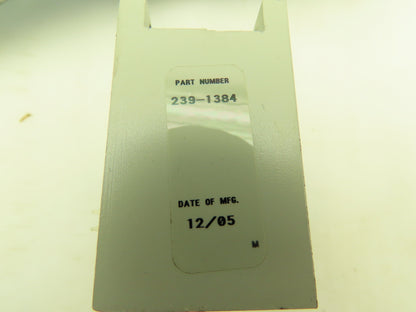 PART NUMBER
239-1384
DATE OF MFG.
12/05
M